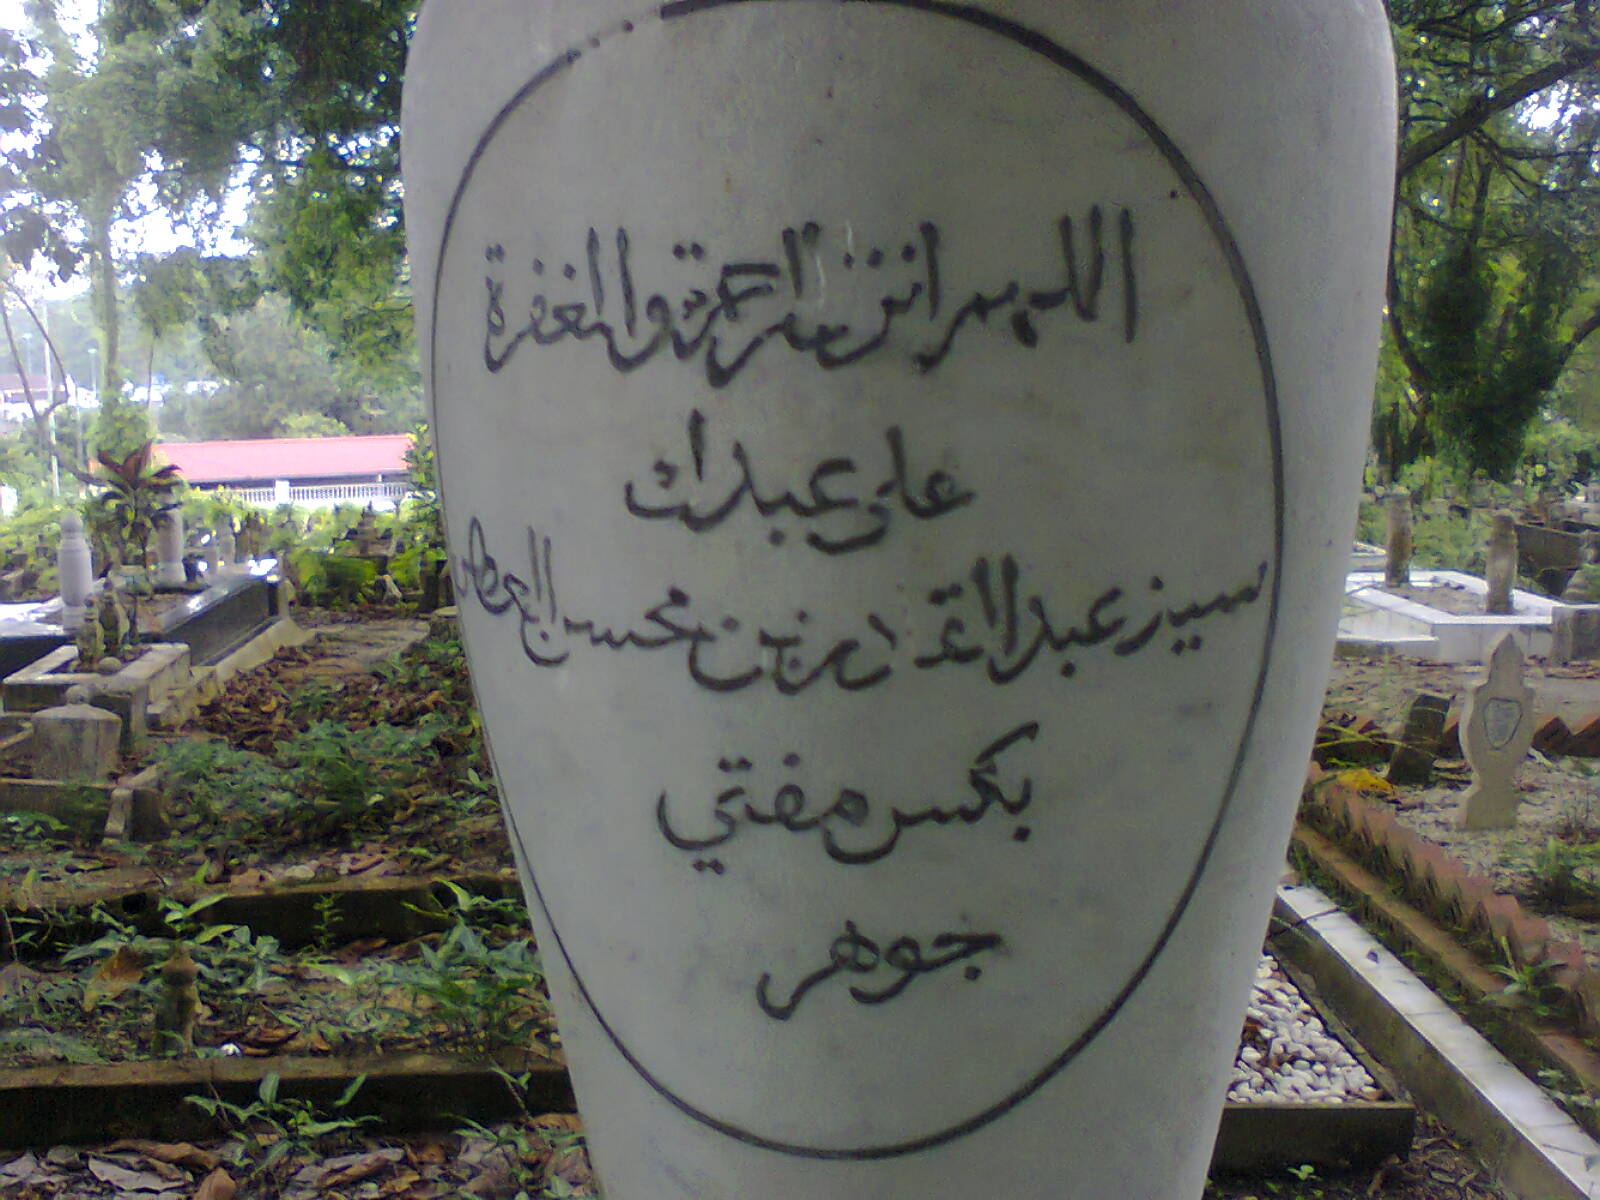 اللهم انزل الرحمة والمغفرة
على عبدك
سيد عبدالقادر بن محسن العطاس
بكس مفتي
جوهر